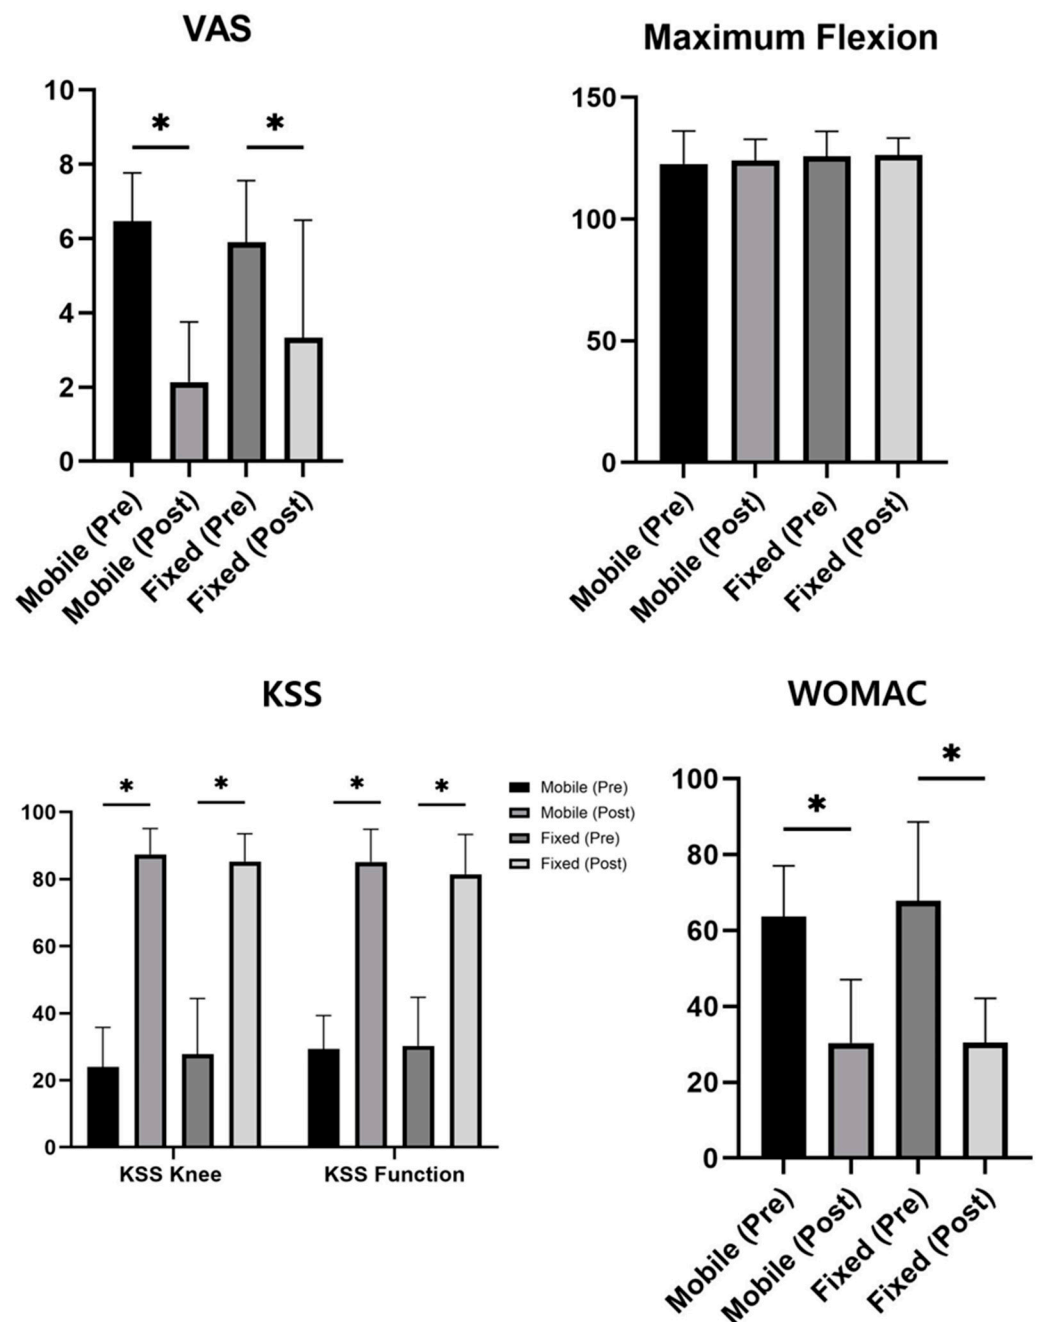 VAS
10
8
6
4
2
0
*
*
Mobile (Pre)
Mobile (Post)
Fixed (Pre)
Fixed (Post)
Maximum Flexion
150
100
50
0
Mobile (Pre)
Mobile (Post)
Fixed (Pre)
Fixed (Post)
KSS
100
80
60
40
20
0
*
*
*
*
KSS Knee
KSS Function
Mobile (Pre)
Mobile (Post)
Fixed (Pre)
Fixed (Post)
WOMAC
100
80
60
40
20
0
*
*
Mobile (Pre)
Mobile (Post)
Fixed (Pre)
Fixed (Post)